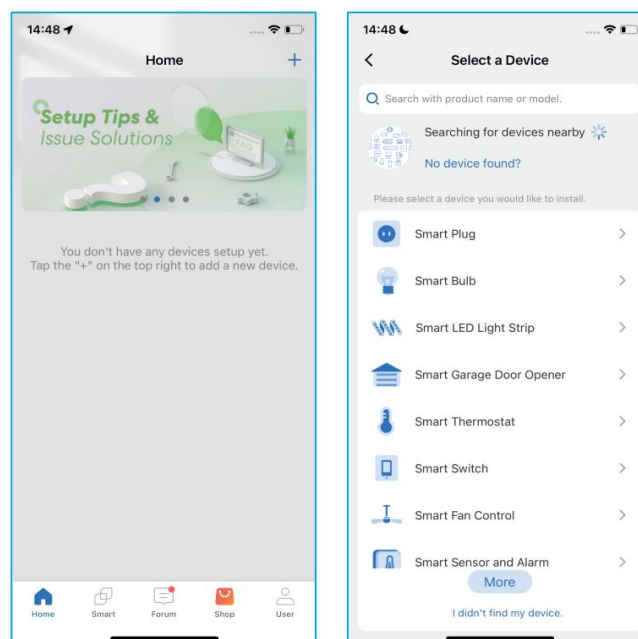 14:48
Home
+
Setup Tips &
Issue Solutions
FAQ
You don't have any devices setup yet.
Tap the "+" on the top right to add a new device.
Home
Smart
Forum
Shop
User
14:48
Select a Device
Search with product name or model.
Searching for devices nearby
No device found?
Please select a device you would like to install.
Smart Plug
Smart Bulb
Smart LED Light Strip
Smart Garage Door Opener
Smart Thermostat
Smart Switch
Smart Fan Control
Smart Sensor and Alarm
More
I didn't find my device.